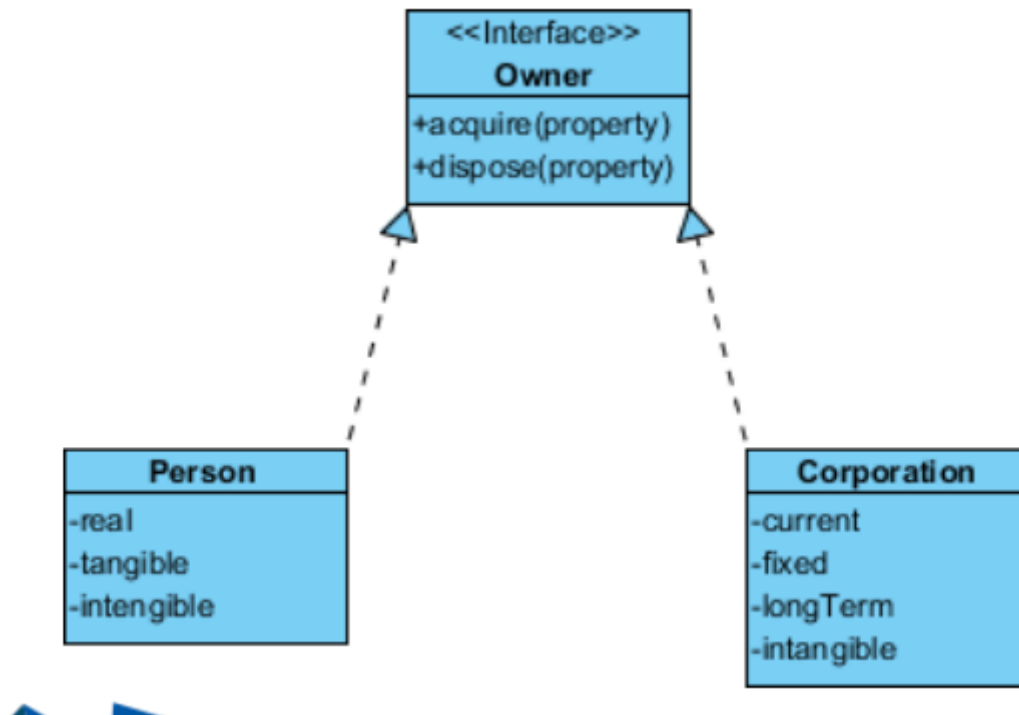 <<Interface>>
Owner
+acquire(property)
+dispose(property)
Person
-real
-tangible
-intengible
Corporation
-current
-fixed
-longTerm
-intangible